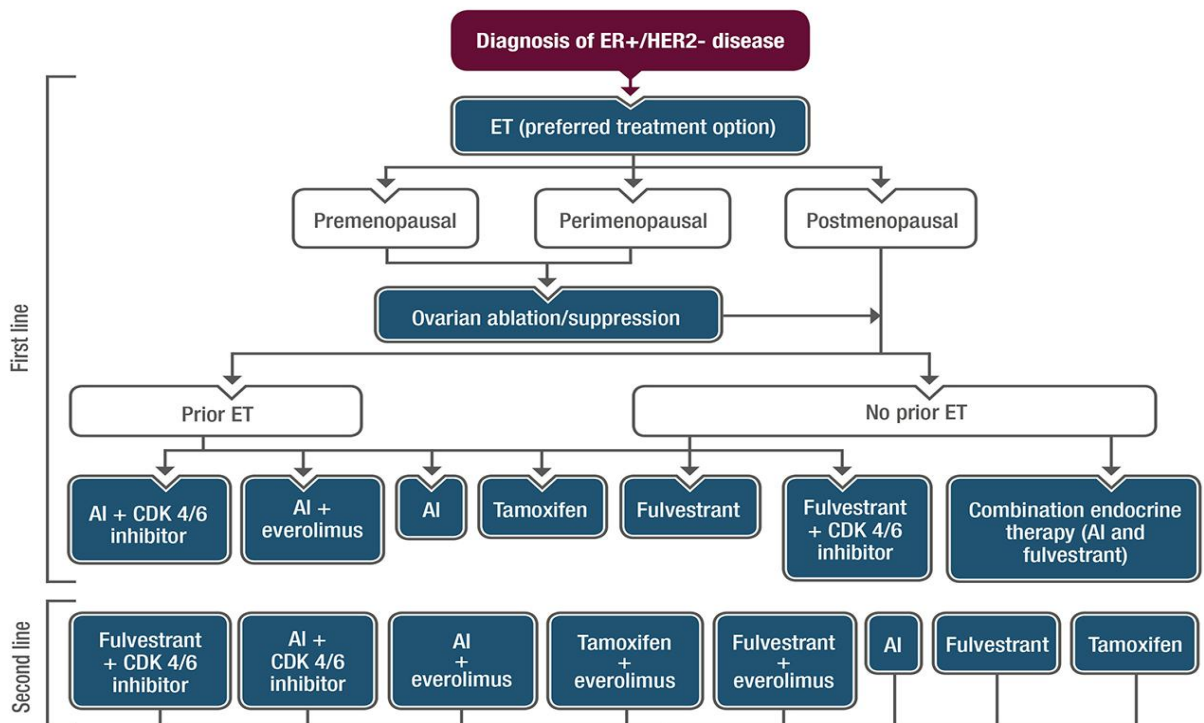 Diagnosis of ER+/HER2- disease
ET (preferred treatment option)
Premenopausal
Perimenopausal
Postmenopausal
Ovarian ablation/suppression
First line
Prior ET
No prior ET
AI + CDK 4/6
inhibitor
AI +
everolimus
AI
Tamoxifen
Fulvestrant
Fulvestrant
+ CDK 4/6
inhibitor
Combination endocrine
therapy (AI and
fulvestrant)
Second line
Fulvestrant
+ CDK 4/6
inhibitor
AI +
CDK 4/6
inhibitor
AI
+
everolimus
Tamoxifen
+
everolimus
Fulvestrant
+
everolimus
AI
Fulvestrant
Tamoxifen